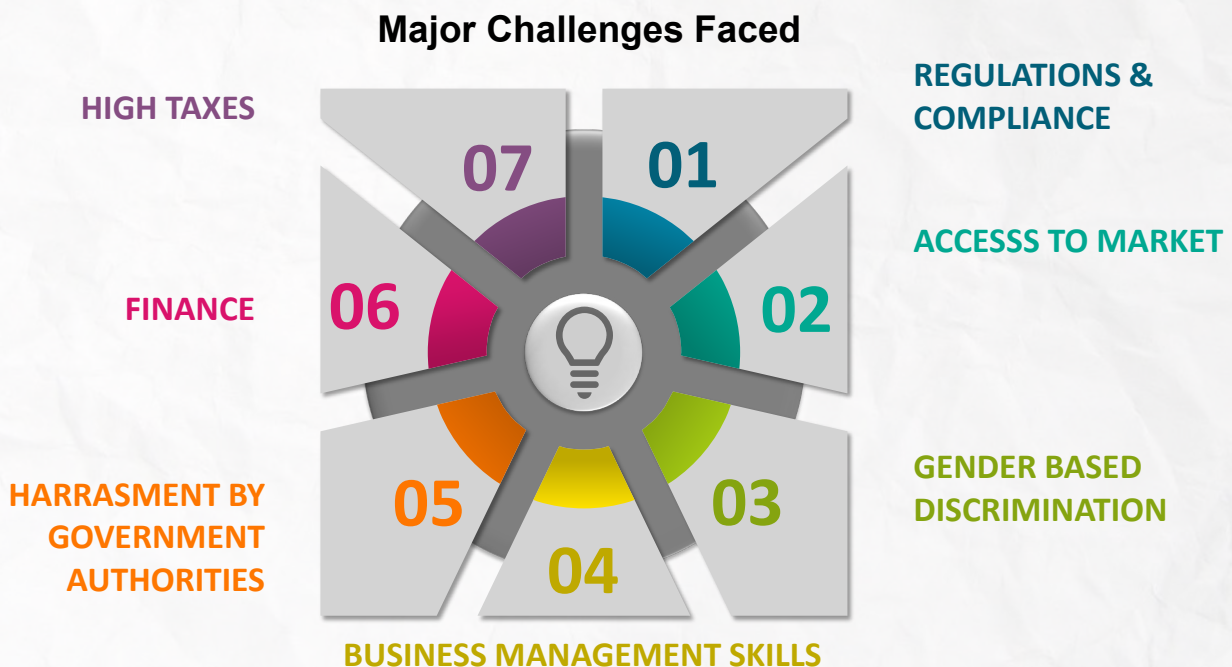 Major Challenges Faced
01
REGULATIONS &
COMPLIANCE
02
ACCESSS TO MARKET
03
GENDER BASED
DISCRIMINATION
04
BUSINESS MANAGEMENT SKILLS
05
HARRASMENT BY
GOVERNMENT
AUTHORITIES
06
FINANCE
07
HIGH TAXES